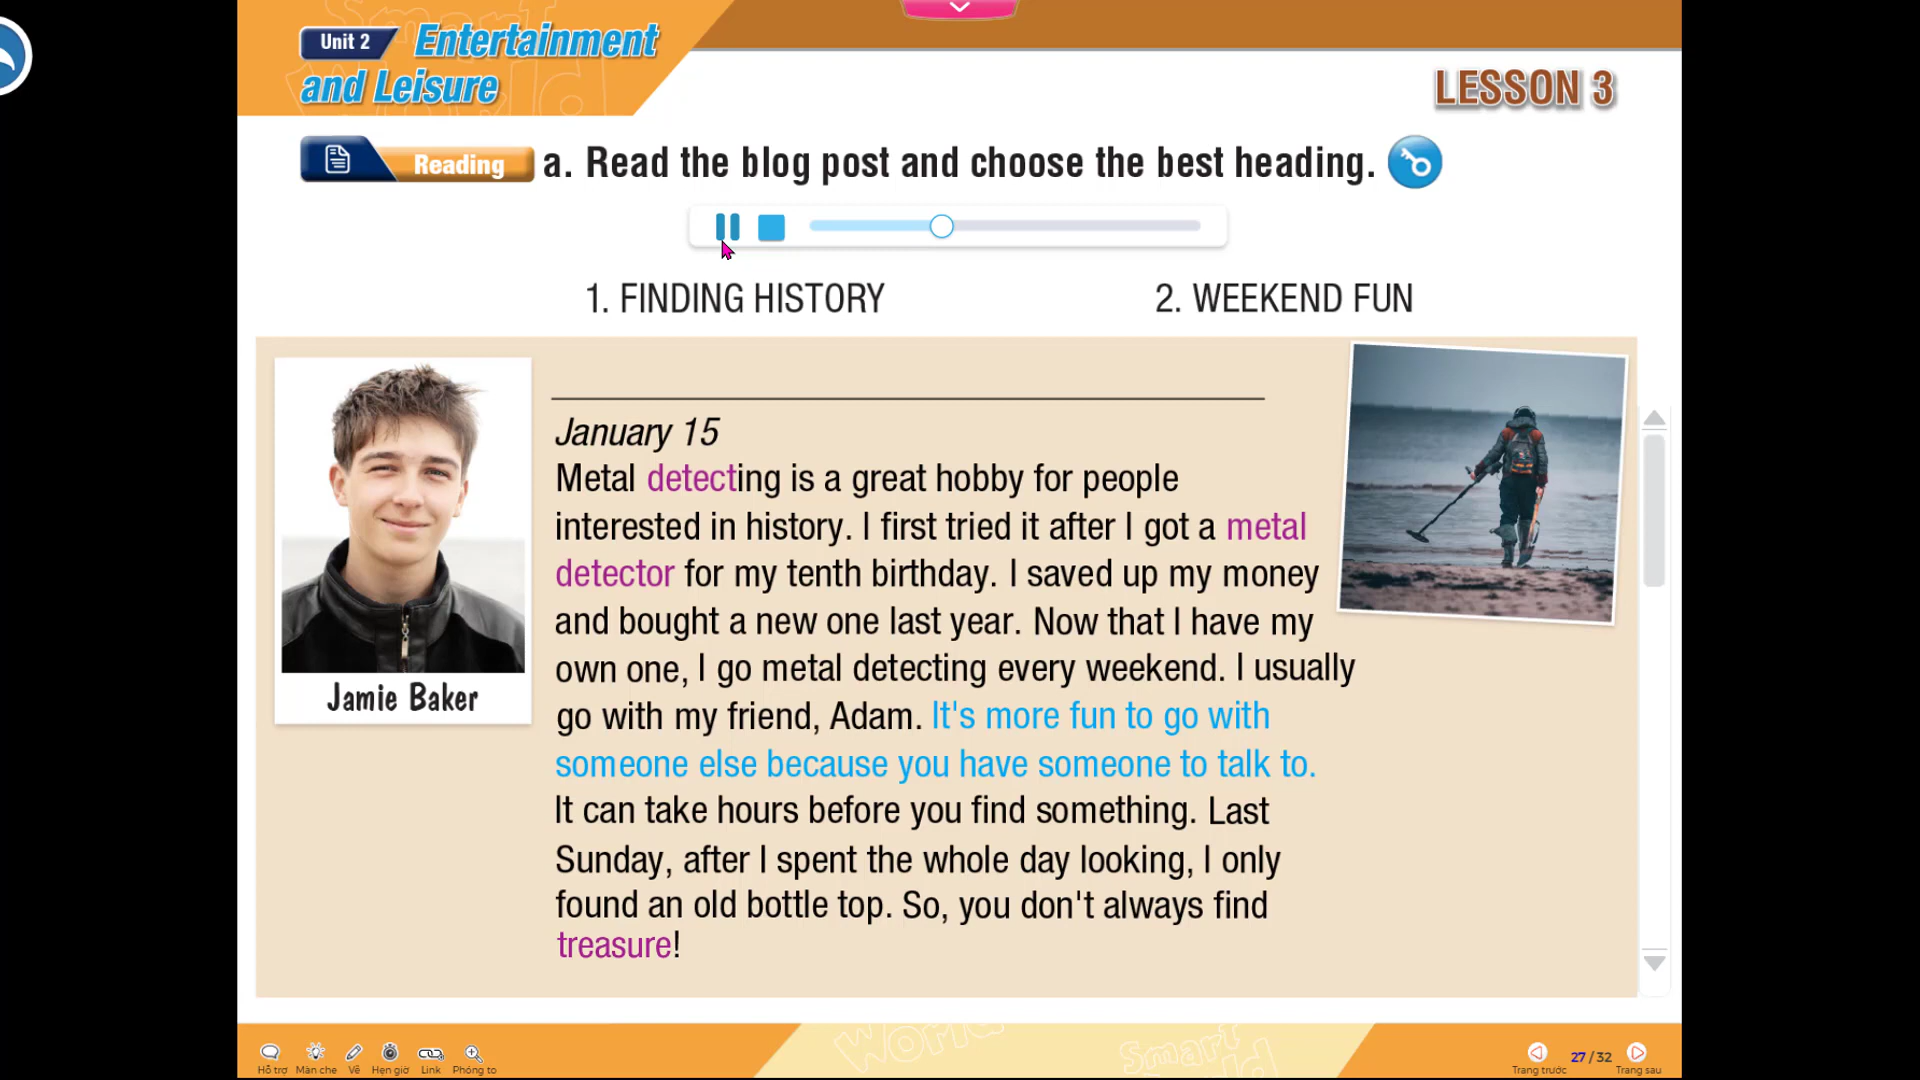 Unit 2
Entertainment
and Leisure
LESSON 3
Reading
a. Read the blog post and choose the best heading.
1. FINDING HISTORY
2. WEEKEND FUN
Jamie Baker
January 15
Metal detecting is a great hobby for people
interested in history. I first tried it after I got a metal
detector for my tenth birthday. I saved up my money
and bought a new one last year. Now that I have my
own one, I go metal detecting every weekend. I usually
go with my friend, Adam. It's more fun to go with
someone else because you have someone to talk to.
It can take hours before you find something. Last
Sunday, after I spent the whole day looking, I only
found an old bottle top. So, you don't always find
treasure!
World
Smart
World
Hỗ trợ
Màn che
Vẽ
Hẹn giờ
Link
Phóng to
Trang trước
27 / 32
Trang sau